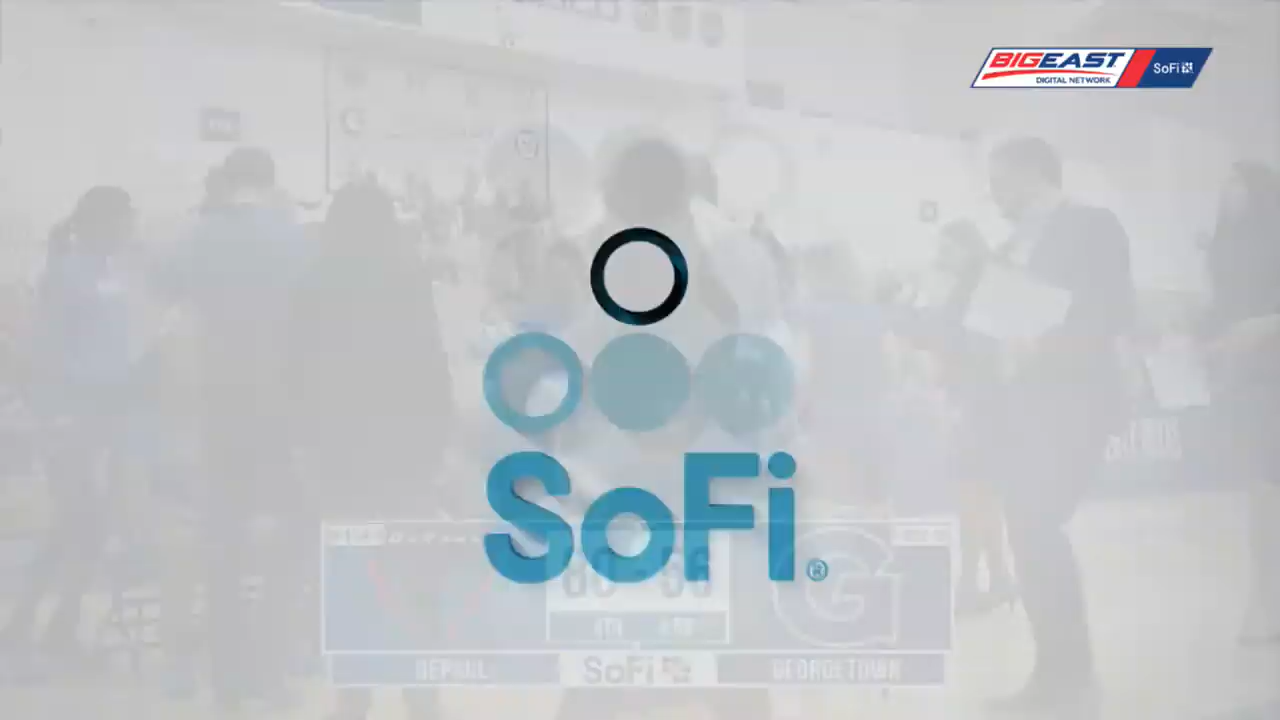 BIGEAST
DIGITAL NETWORK
SoFi
SoFi®
DEPAUL
SoFi
GEORGETOWN
G